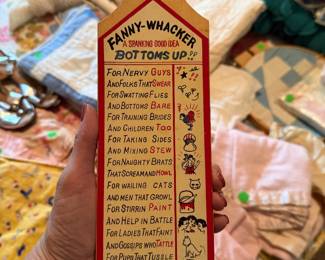 FANNY-WHACKER
A SPANKING GOOD IDEA
BOTTOMS UP !!
FOR NERVY GUYS
AND FOLKS THAT SWEAR
FOR SWATTING FLIES
AND BOTTOMS BARE
FOR TRAINING BRIDES
AND CHILDREN TOO
FOR TAKING SIDES
AND MIXING STEW
FOR NAUGHTY BRATS
THAT SCREAM AND HOWL
FOR WAILING CATS
AND MEN THAT GROWL
FOR STIRRIN PAINT
AND HELP IN BATTLE
FOR LADIES THAT FAINT
AND GOSSIPS WHO TATTLE
FOR PUPS THAT TUSSLE